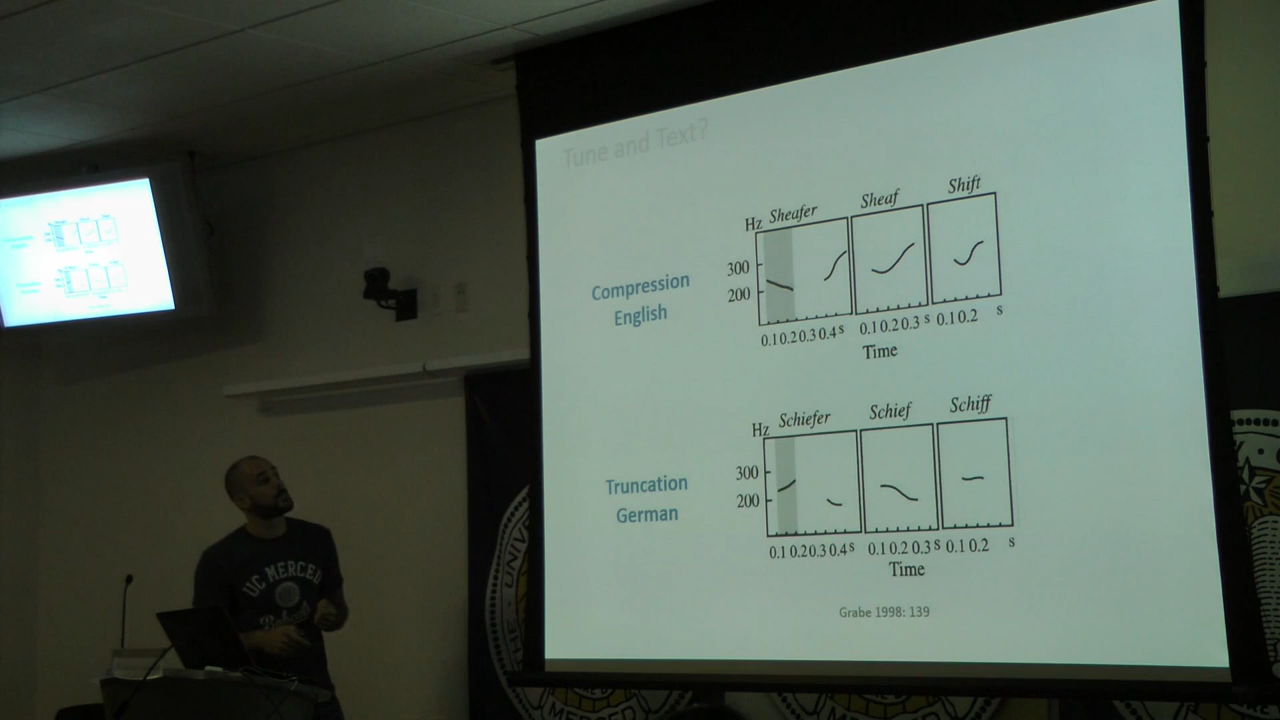 Tune and Text?
Hz Sheafer Sheaf Shift
300
200
Compression
English
0.1 0.2 0.3 0.4 s 0.1 0.2 0.3 s 0.1 0.2 s
Time
Hz Schiefer Schief Schiff
300
200
Truncation
German
0.1 0.2 0.3 0.4 s 0.1 0.2 0.3 s 0.1 0.2 s
Time
Grabe 1998: 139
UC MERCED
THE · UNIVE
MERCED